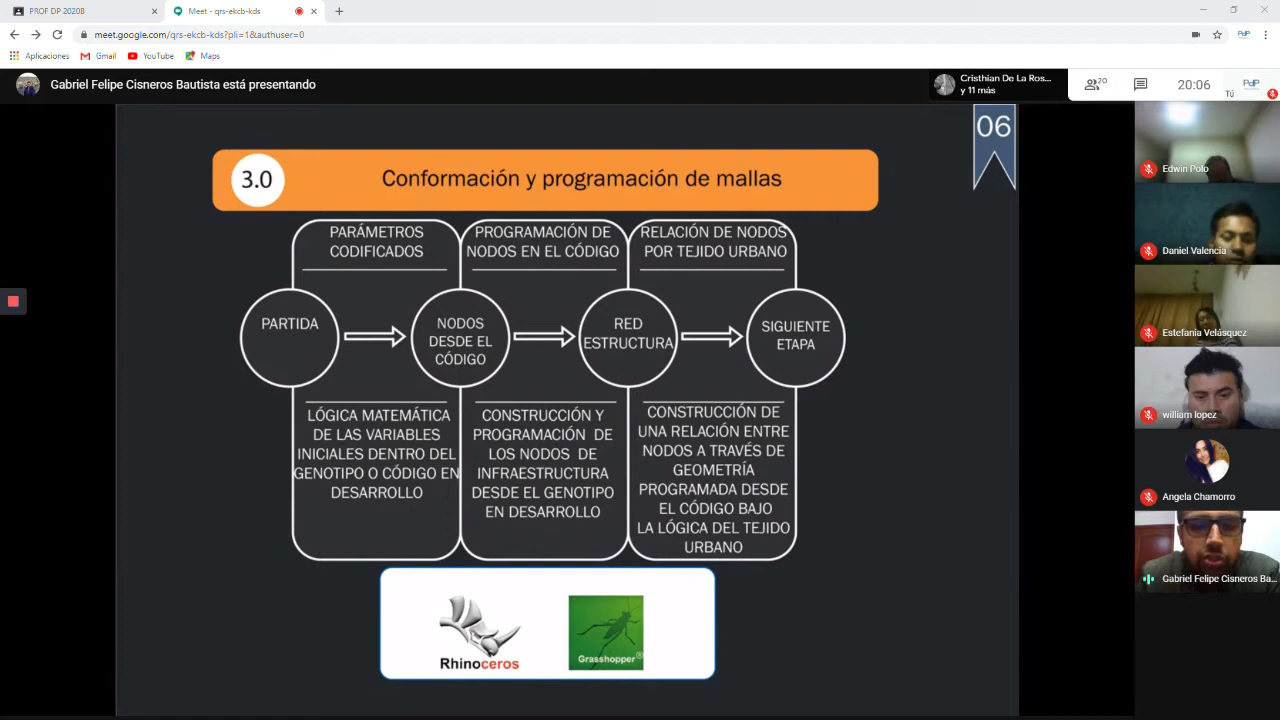 PROF DP 2020B
Meet - qrs-ekcb-kds
meet.google.com/qrs-ekcb-kds?pli=1&authuser=0
Aplicaciones
Gmail
YouTube
Maps
PdP
Gabriel Felipe Cisneros Bautista está presentando
Cristhian De La Ros...
y 11 más
20
20:06
PdP
Tú
06
3.0
Conformación y programación de mallas
PARÁMETROS
CODIFICADOS
PROGRAMACIÓN DE
NODOS EN EL CÓDIGO
RELACIÓN DE NODOS
POR TEJIDO URBANO
PARTIDA
NODOS
DESDE EL
CÓDIGO
RED
ESTRUCTURA
SIGUIENTE
ETAPA
LÓGICA MATEMÁTICA
DE LAS VARIABLES
INICIALES DENTRO DEL
GENOTIPO O CÓDIGO EN
DESARROLLO
CONSTRUCCIÓN Y
PROGRAMACIÓN DE
LOS NODOS DE
INFRAESTRUCTURA
DESDE EL GENOTIPO
EN DESARROLLO
CONSTRUCCIÓN DE
UNA RELACIÓN ENTRE
NODOS A TRAVÉS DE
GEOMETRÍA
PROGRAMADA DESDE
EL CÓDIGO BAJO
LA LÓGICA DEL TEJIDO
URBANO
Rhinoceros
Grasshopper®
Edwin Polo
Daniel Valencia
Estefanía Velásquez
william lopez
Angela Chamorro
Gabriel Felipe Cisneros Ba...